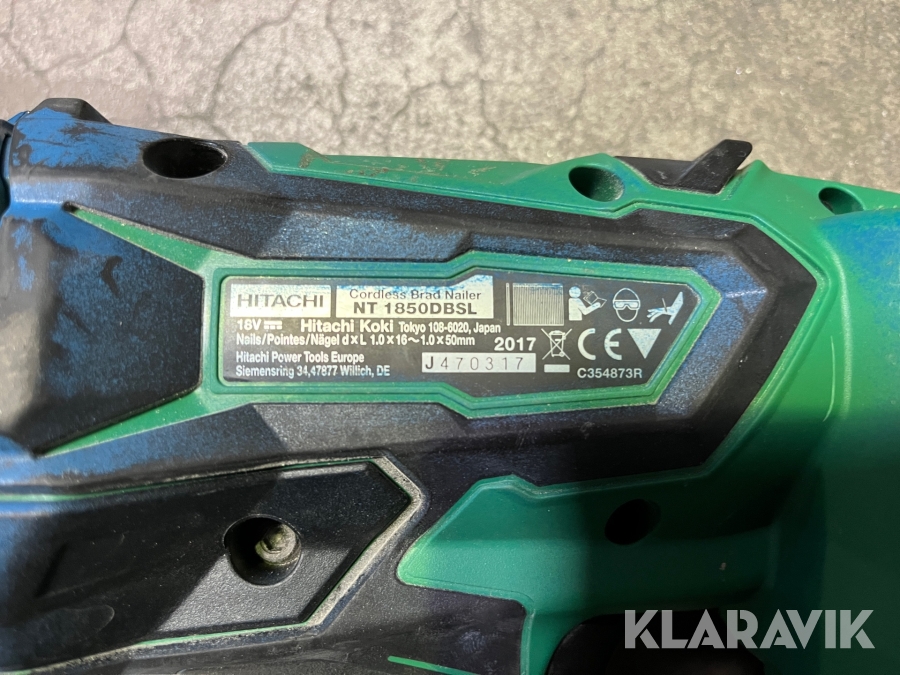 HITACHI
Cordless Brad Nailer
NT 1850DBSL
18V⎓ Hitachi Koki Tokyo 108-6020, Japan
Nails/Pointes/Nägel d×L 1.0×16~1.0×50mm
2017
Hitachi Power Tools Europe
Siemensring 34,47877 Willich, DE
J470317
CE
C354873R
KLARAVIK